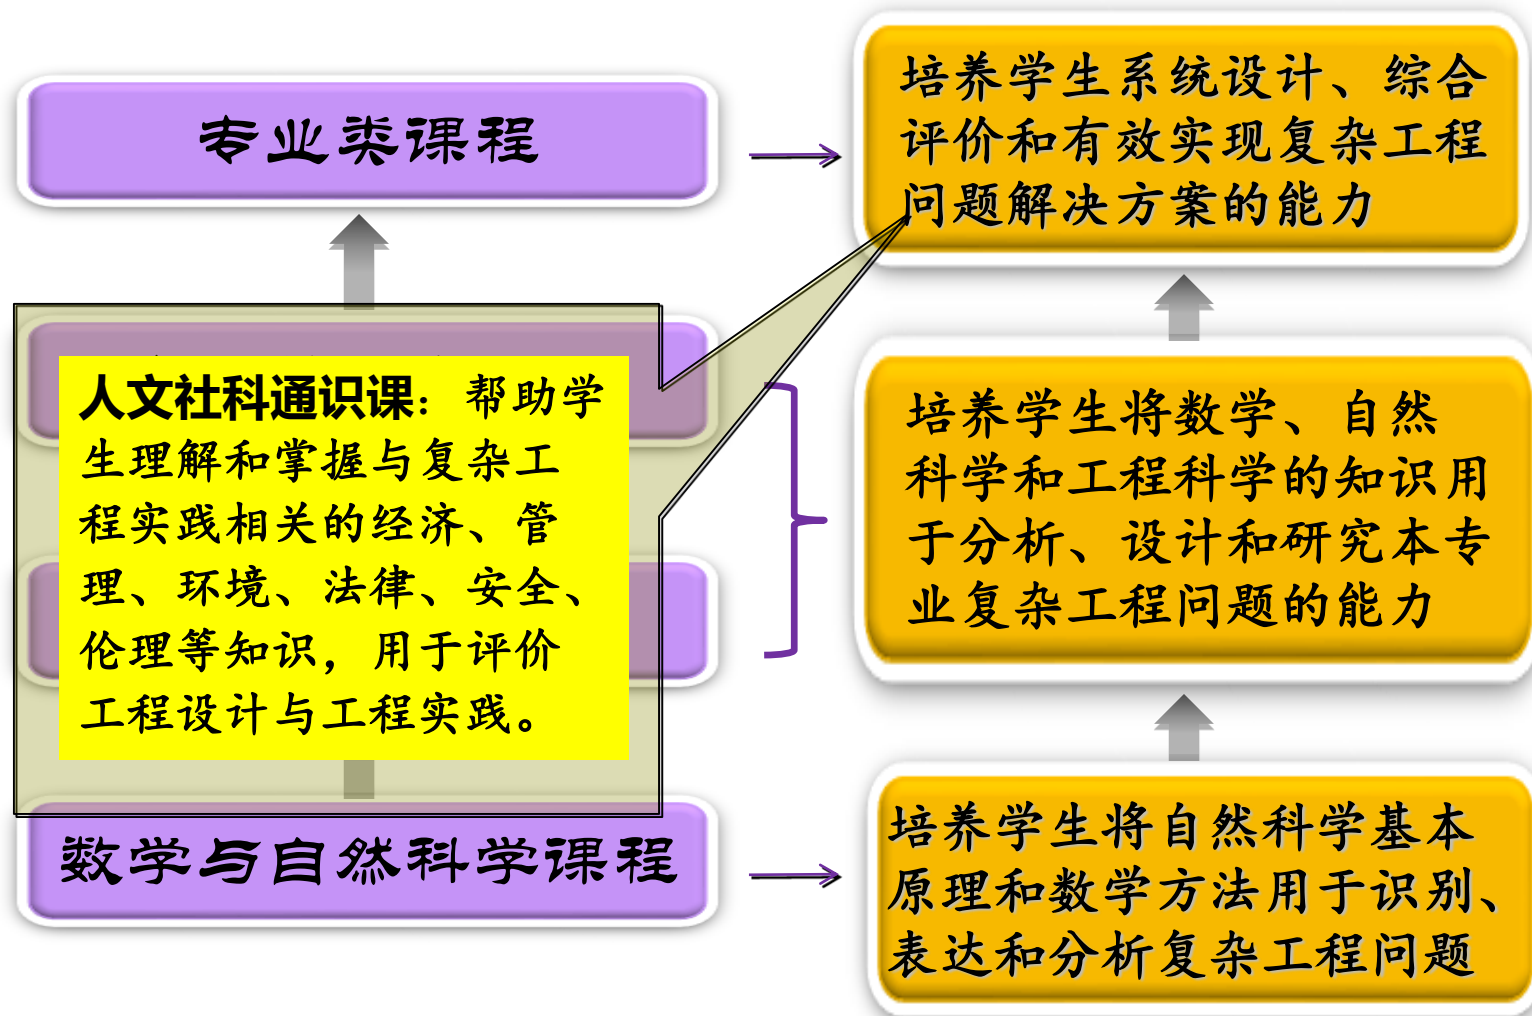 专业类课程
培养学生系统设计、综合
评价和有效实现复杂工程
问题解决方案的能力
人文社科通识课：帮助学
生理解和掌握与复杂工
程实践相关的经济、管
理、环境、法律、安全、
伦理等知识，用于评价
工程设计与工程实践。
培养学生将数学、自然
科学和工程科学的知识用
于分析、设计和研究本专
业复杂工程问题的能力
数学与自然科学课程
培养学生将自然科学基本
原理和数学方法用于识别、
表达和分析复杂工程问题